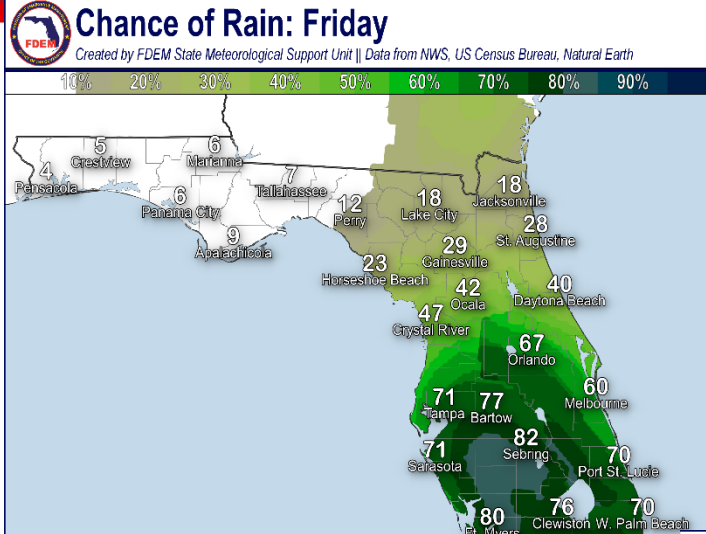 Chance of Rain: Friday
FDEM
Created by FDEM State Meteorological Support Unit || Data from NWS, US Census Bureau, Natural Earth
10% 20% 30% 40% 50% 60% 70% 80% 90%
5
Crestview
6
Marianna
4
Pensacola
7
Tallahassee
6
Panama City
12
Perry
18
Lake City
18
Jacksonville
9
Apalachicola
28
St. Augustine
29
Gainesville
23
Horseshoe Beach
42
Ocala
40
Daytona Beach
47
Crystal River
67
Orlando
60
Melbourne
71
Tampa
77
Bartow
82
Sebring
71
Sarasota
70
Port St. Lucie
80
Ft. Myers
76
Clewiston
70
W. Palm Beach